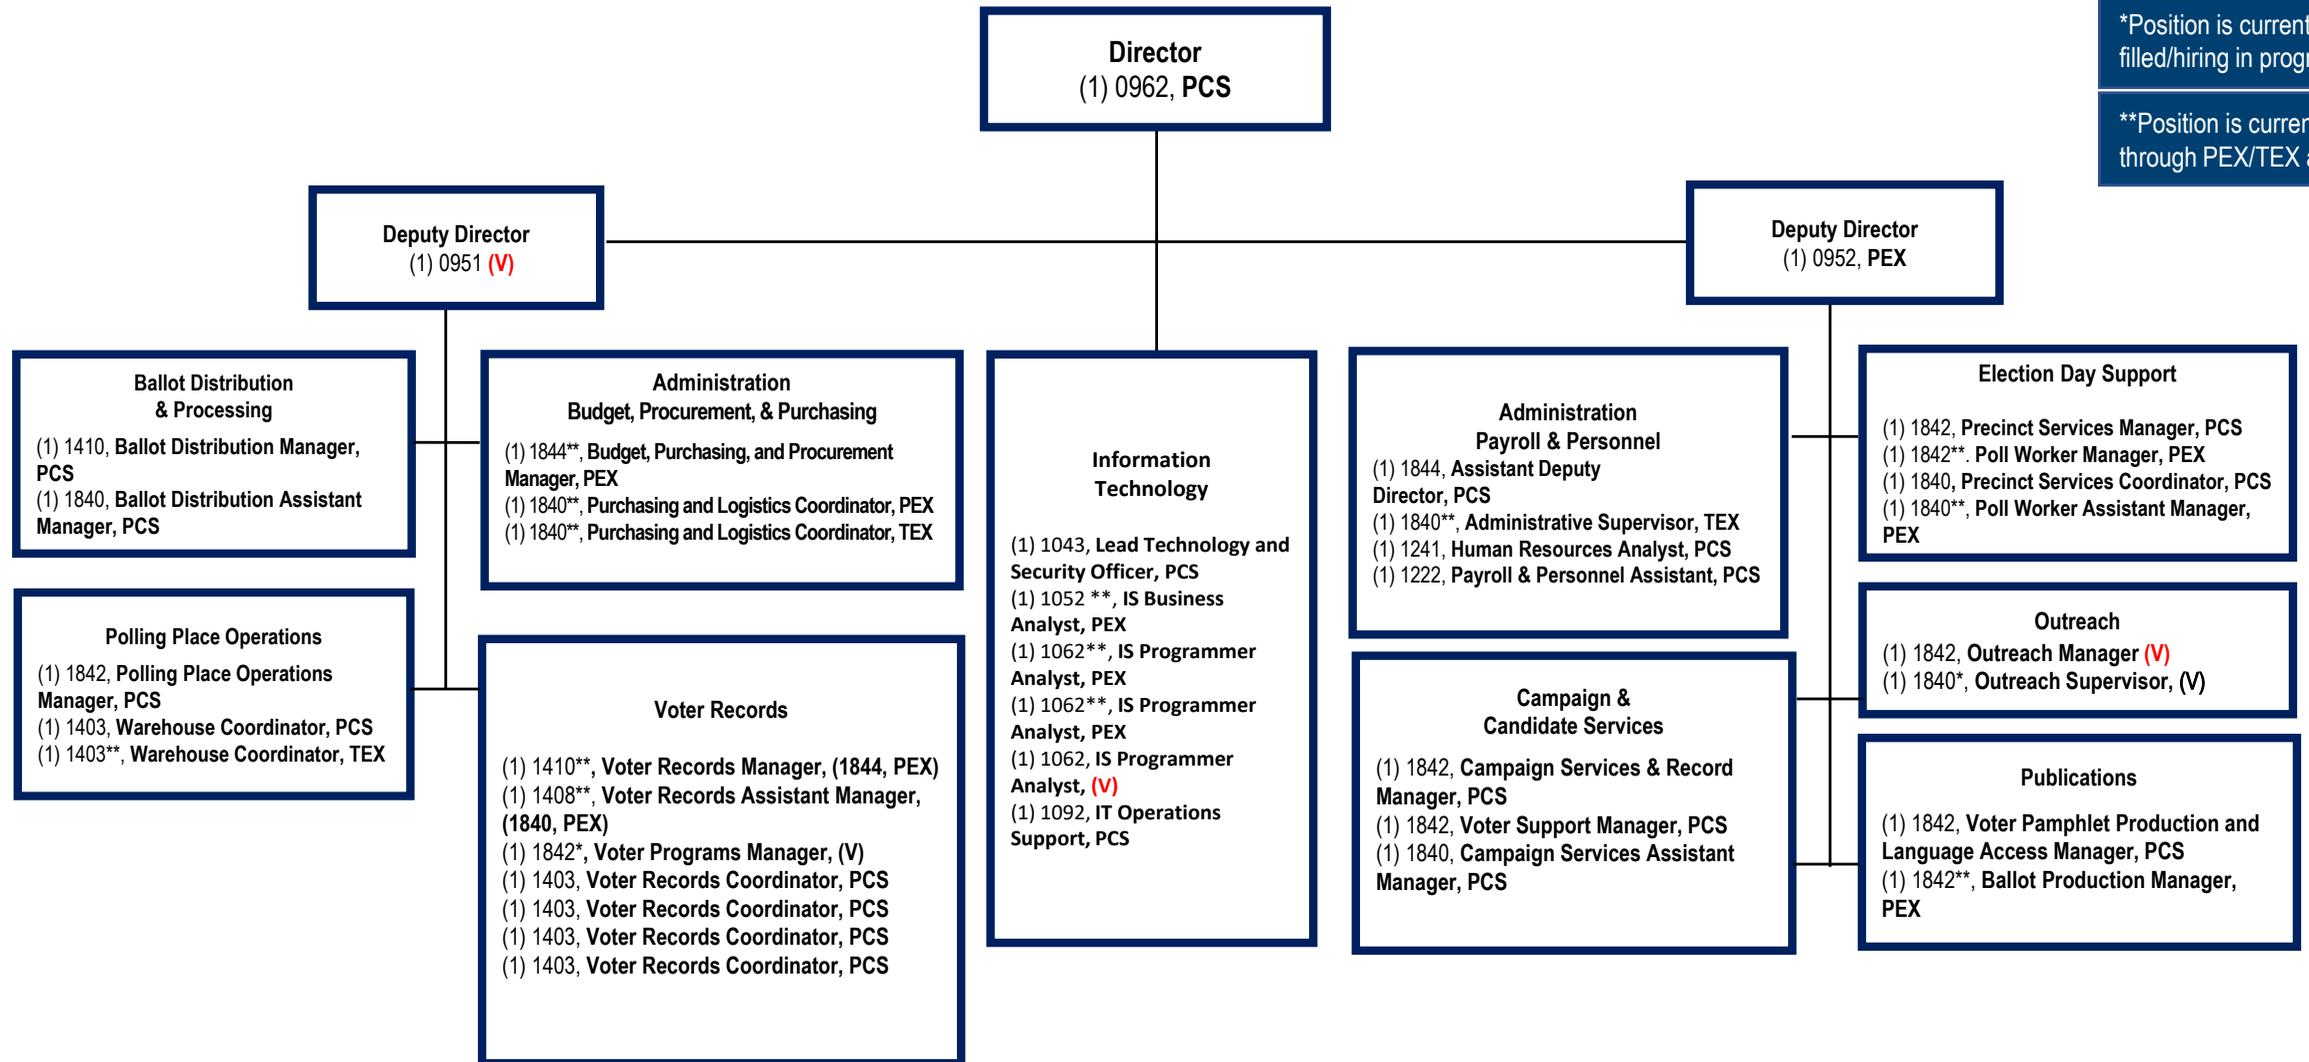 *Position is
filled/hiring in
**Position is
through PEX/TEX
Director
(1) 0962, PCS
Deputy Director
(1) 0951 (V)
Deputy Director
(1) 0952, PEX
Ballot Distribution
& Processing
(1) 1410, Ballot Distribution Manager,
PCS
(1) 1840, Ballot Distribution Assistant
Manager, PCS
Administration
Budget, Procurement, & Purchasing
(1) 1844**, Budget, Purchasing, and Procurement
Manager, PEX
(1) 1840**, Purchasing and Logistics Coordinator, PEX
(1) 1840**, Purchasing and Logistics Coordinator, TEX
Polling Place Operations
(1) 1842, Polling Place Operations
Manager, PCS
(1) 1403, Warehouse Coordinator, PCS
(1) 1403**, Warehouse Coordinator, TEX
Voter Records
(1) 1410**, Voter Records Manager, (1844, PEX)
(1) 1408**, Voter Records Assistant Manager,
(1840, PEX)
(1) 1842*, Voter Programs Manager, (V)
(1) 1403, Voter Records Coordinator, PCS
(1) 1403, Voter Records Coordinator, PCS
(1) 1403, Voter Records Coordinator, PCS
(1) 1403, Voter Records Coordinator, PCS
Information
Technology
(1) 1043, Lead Technology and
Security Officer, PCS
(1) 1052 **, IS Business
Analyst, PEX
(1) 1062**, IS Programmer
Analyst, PEX
(1) 1062**, IS Programmer
Analyst, PEX
(1) 1062, IS Programmer
Analyst, (V)
(1) 1092, IT Operations
Support, PCS
Administration
Payroll & Personnel
(1) 1844, Assistant Deputy
Director, PCS
(1) 1840**, Administrative Supervisor, TEX
(1) 1241, Human Resources Analyst, PCS
(1) 1222, Payroll & Personnel Assistant, PCS
Election Day Support
(1) 1842, Precinct Services Manager, PCS
(1) 1842**. Poll Worker Manager, PEX
(1) 1840, Precinct Services Coordinator, PCS
(1) 1840**, Poll Worker Assistant Manager,
PEX
Campaign &
Candidate Services
(1) 1842, Campaign Services & Record
Manager, PCS
(1) 1842, Voter Support Manager, PCS
(1) 1840, Campaign Services Assistant
Manager, PCS
Outreach
(1) 1842, Outreach Manager (V)
(1) 1840*, Outreach Supervisor, (V)
Publications
(1) 1842, Voter Pamphlet Production and
Language Access Manager, PCS
(1) 1842**, Ballot Production Manager,
PEX